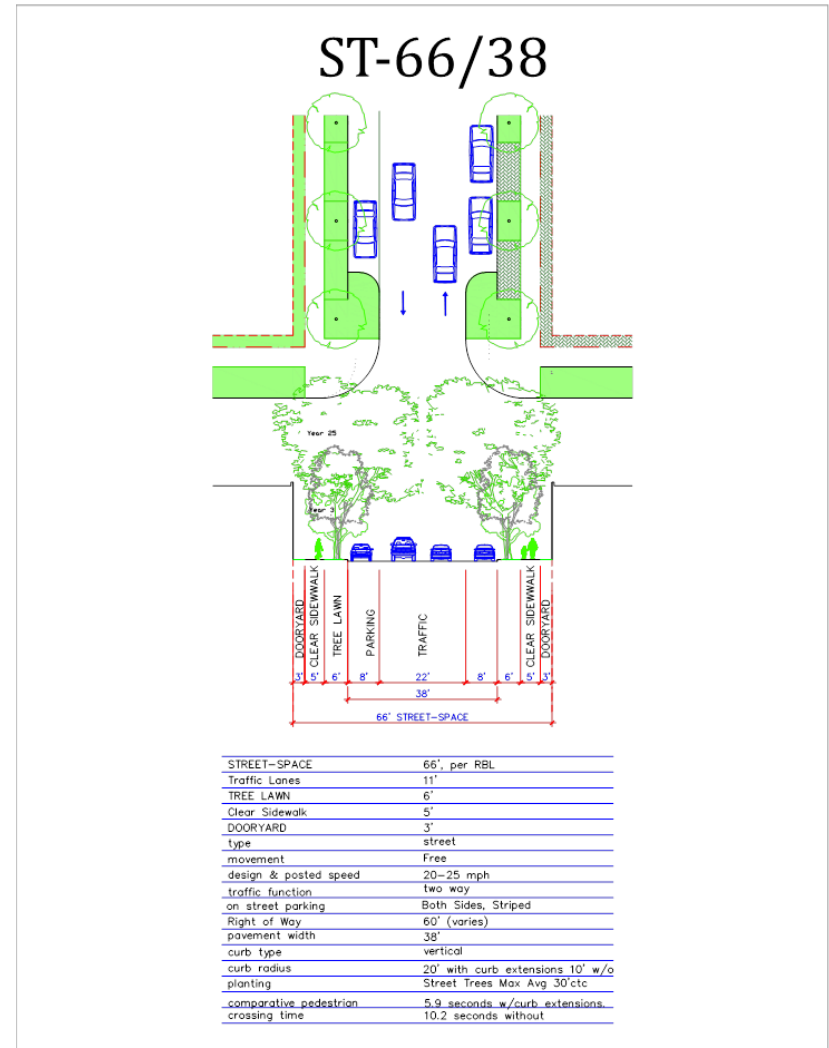 ST-66/38
Year 25
Year 3
DOORYARD
CLEAR SIDEWWALK
TREE LAWN
PARKING
TRAFFIC
CLEAR SIDEWWALK
DOORYARD
3' 5' 6' 8' 22' 8' 6' 5' 3'
38'
66' STREET-SPACE
STREET-SPACE 66', per RBL
Traffic Lanes 11'
TREE LAWN 6'
Clear Sidewalk 5'
DOORYARD 3'
type street
movement Free
design & posted speed 20-25 mph
traffic function two way
on street parking Both Sides, Striped
Right of Way 60' (varies)
pavement width 38'
curb type vertical
curb radius 20' with curb extensions 10' w/o
planting Street Trees Max Avg 30'ctc
comparative pedestrian 5.9 seconds w/curb extensions.
crossing time 10.2 seconds without